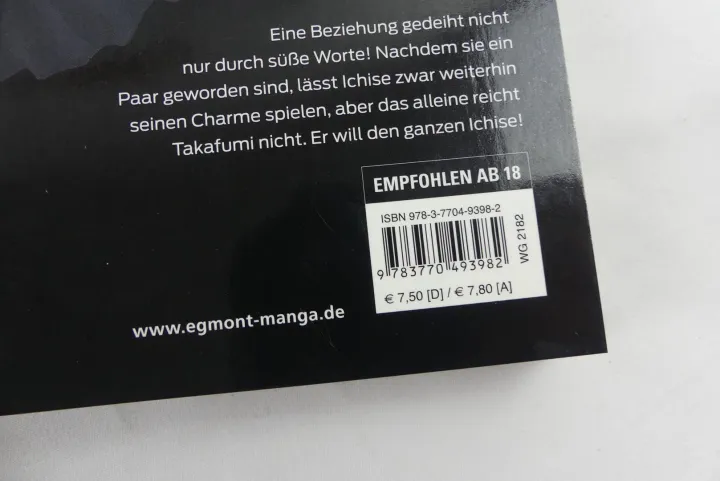 Eine Beziehung gedeiht nicht
nur durch süße Worte! Nachdem sie ein
Paar geworden sind, lässt Ichise zwar weiterhin
seinen Charme spielen, aber das alleine reicht
Takafumi nicht. Er will den ganzen Ichise!
EMPFOHLEN AB 18
ISBN 978-3-7704-9398-2
9 783770 493982
WG 2182
€ 7,50 [D] / € 7,80 [A]
www.egmont-manga.de